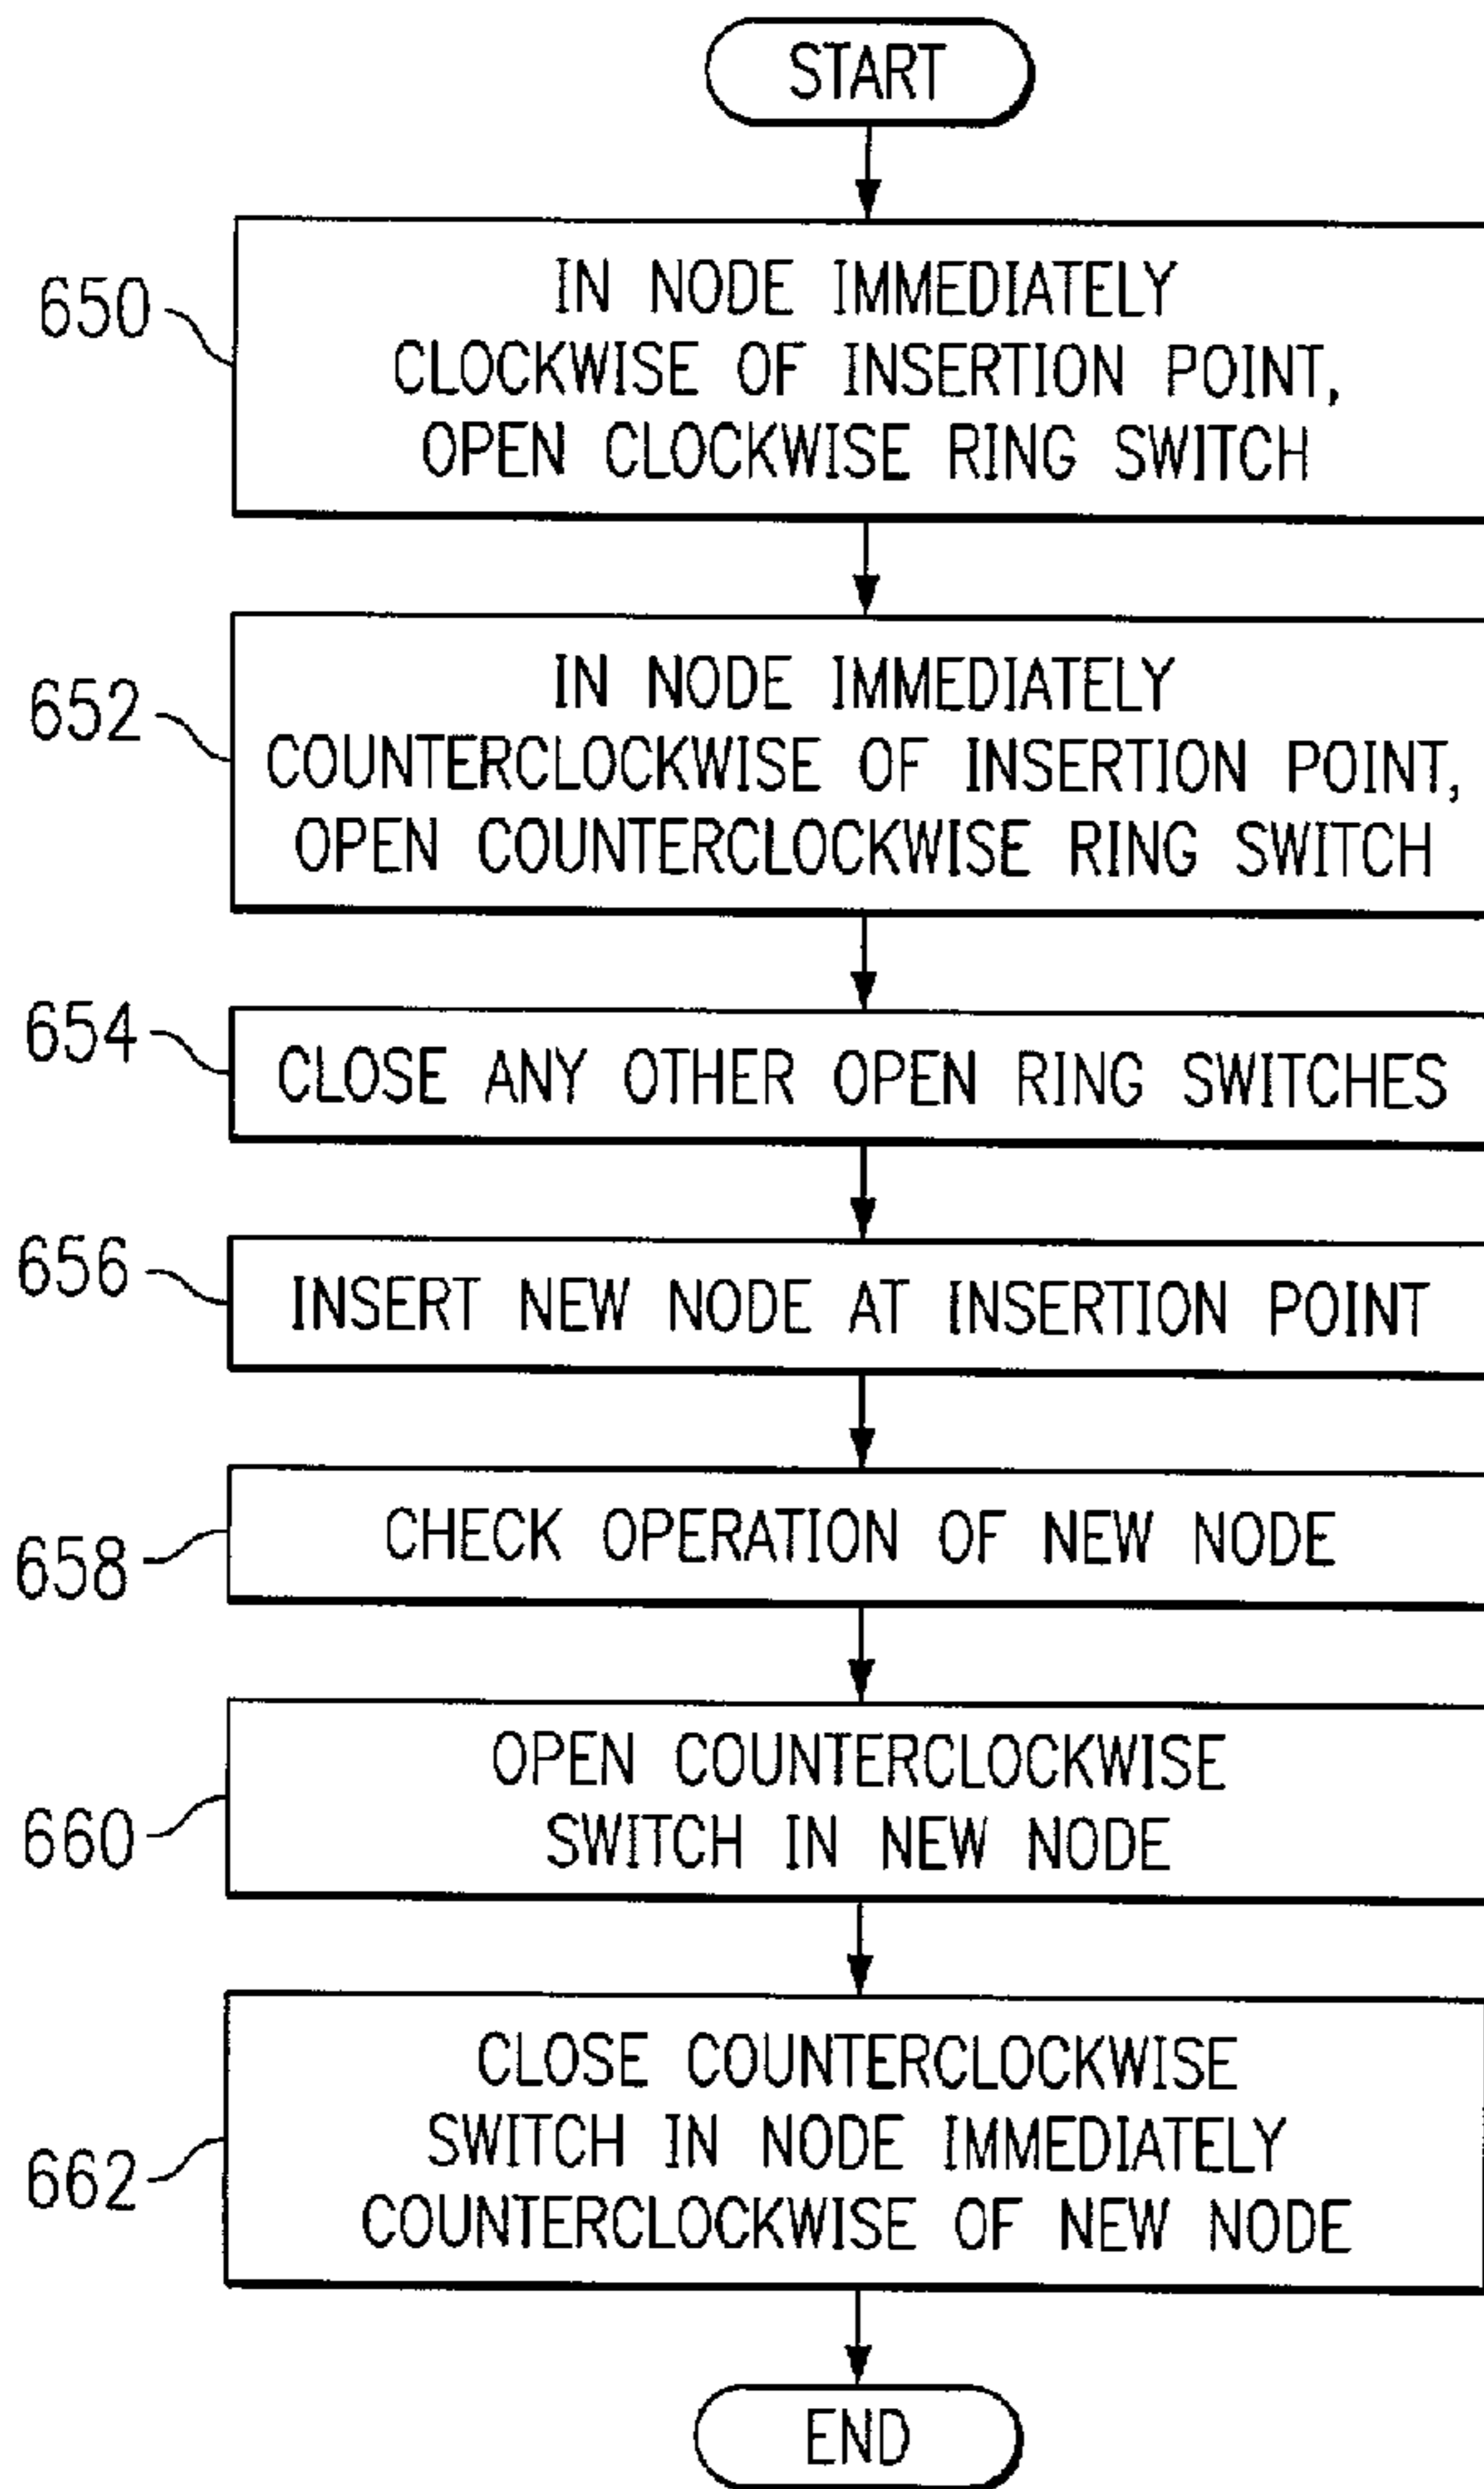 START
650
IN NODE IMMEDIATELY
CLOCKWISE OF INSERTION POINT,
OPEN CLOCKWISE RING SWITCH
652
IN NODE IMMEDIATELY
COUNTERCLOCKWISE OF INSERTION POINT,
OPEN COUNTERCLOCKWISE RING SWITCH
654
CLOSE ANY OTHER OPEN RING SWITCHES
656
INSERT NEW NODE AT INSERTION POINT
658
CHECK OPERATION OF NEW NODE
660
OPEN COUNTERCLOCKWISE
SWITCH IN NEW NODE
662
CLOSE COUNTERCLOCKWISE
SWITCH IN NODE IMMEDIATELY
COUNTERCLOCKWISE OF NEW NODE
END